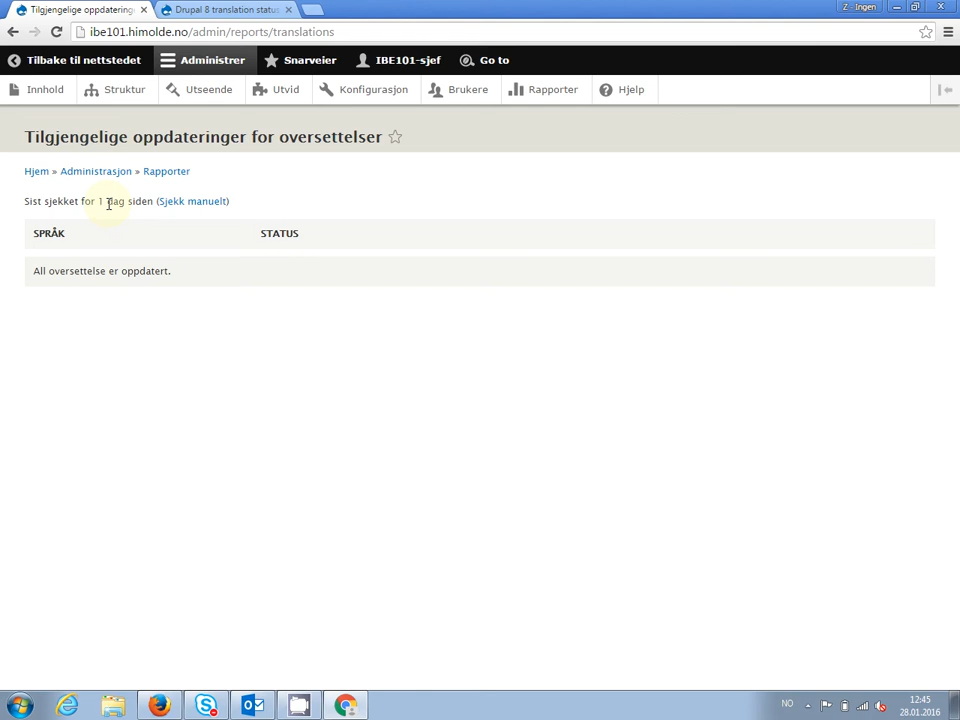 Tilgjengelige oppdatering
Drupal 8 translation status
Z - Ingen
ibe101.himolde.no/admin/reports/translations
Tilbake til nettstedet
Administrer
Snarveier
IBE101-sjef
Go to
Innhold
Struktur
Utseende
Utvid
Konfigurasjon
Brukere
Rapporter
Hjelp
Tilgjengelige oppdateringer for oversettelser
Hjem » Administrasjon » Rapporter
Sist sjekket for 1 dag siden (Sjekk manuelt)
SPRÅK STATUS
All oversettelse er oppdatert.
NO
12:45
28.01.2016